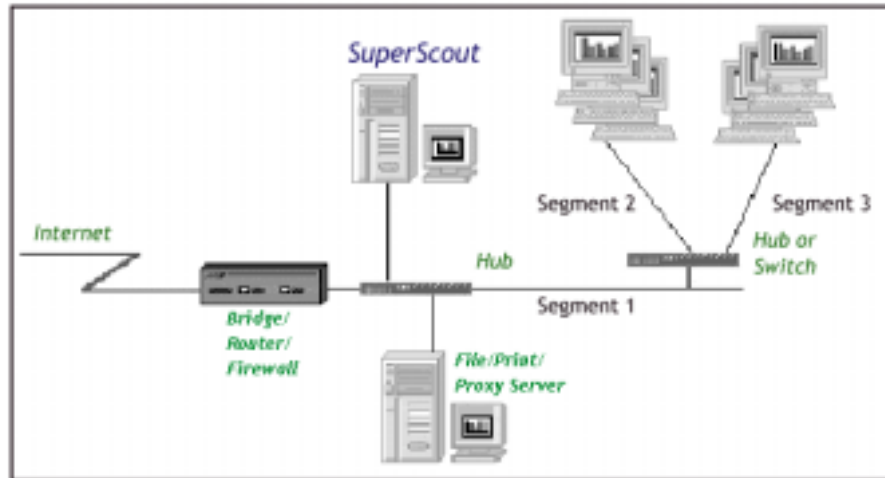 SuperScout
Segment 2
Segment 3
Internet
Hub
Hub or
Switch
Segment 1
Bridge/
Router/
Firewall
File/Print/
Proxy Server